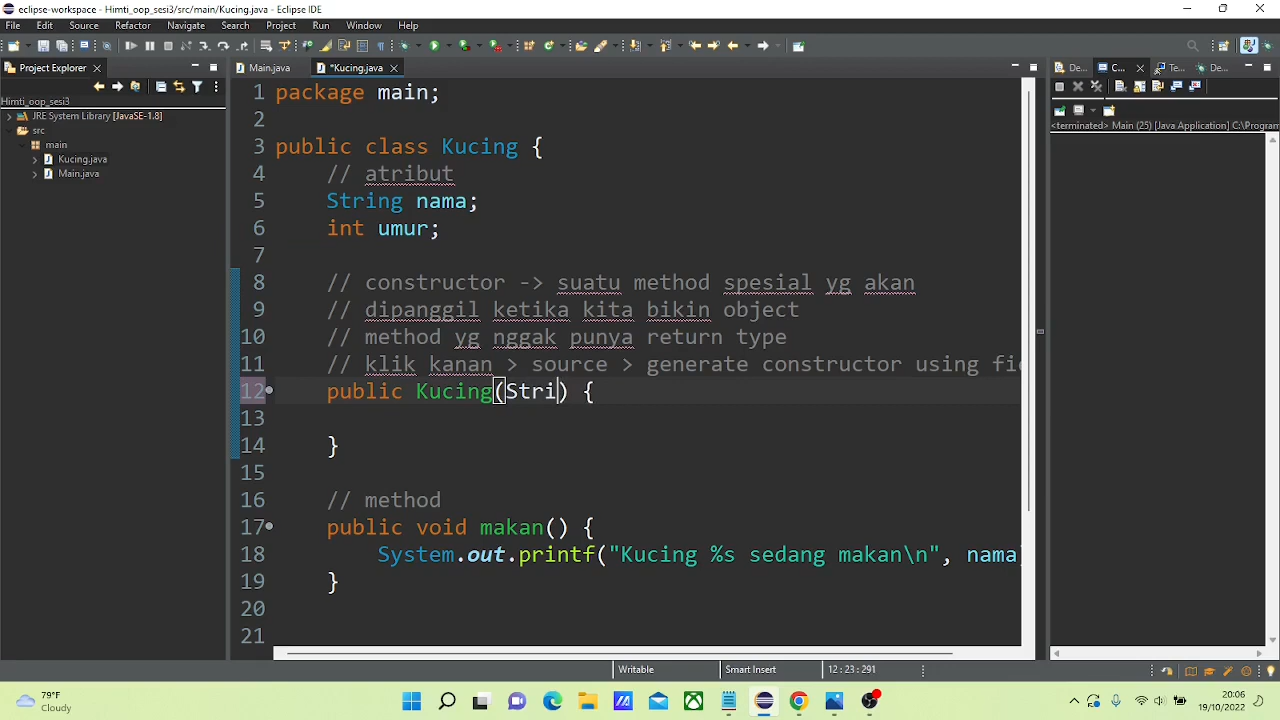 eclipse-workspace - Himti_oop_sesi3/src/main/Kucing.java - Eclipse IDE
File Edit Source Refactor Navigate Search Project Run Window Help
Project Explorer
Himti_oop_sesi3
JRE System Library [JavaSE-1.8]
src
main
Kucing.java
Main.java
Main.java *Kucing.java
1 package main;
2
3 public class Kucing {
4 // atribut
5 String nama;
6 int umur;
7
8 // constructor -> suatu method spesial yg akan
9 // dipanggil ketika kita bikin object
10 // method yg nggak punya return type
11 // klik kanan > source > generate constructor using fie
12 public Kucing(Stri) {
13
14 }
15
16 // method
17 public void makan() {
18 System.out.printf("Kucing %s sedang makan\n", nama)
19 }
20
21
De... C... Te... De...
<terminated> Main (25) [Java Application] C:\Program
Writable Smart Insert 12 : 23 : 291
79°F
Cloudy
20:06
19/10/2022